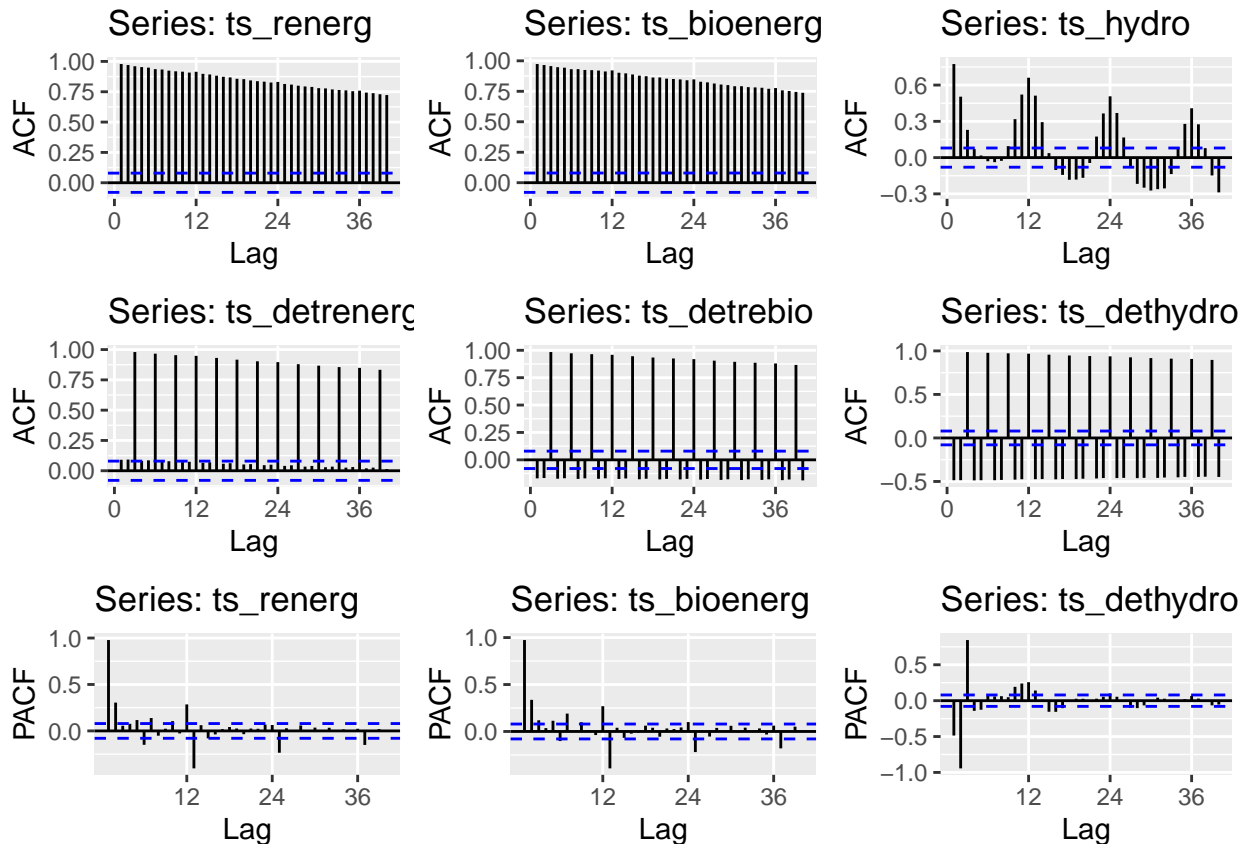 Series: ts_renerg
1.00
0.75
0.50
0.25
0.00
ACF
0 12 24 36
Lag
Series: ts_bioenerg
1.00
0.75
0.50
0.25
0.00
ACF
0 12 24 36
Lag
Series: ts_hydro
0.6
0.3
0.0
−0.3
ACF
0 12 24 36
Lag
Series: ts_detrenerg
1.00
0.75
0.50
0.25
0.00
ACF
0 12 24 36
Lag
Series: ts_detrebio
1.00
0.75
0.50
0.25
0.00
ACF
0 12 24 36
Lag
Series: ts_dethydro
1.0
0.5
0.0
−0.5
ACF
0 12 24 36
Lag
Series: ts_renerg
1.0
0.5
0.0
PACF
12 24 36
Lag
Series: ts_bioenerg
1.0
0.5
0.0
PACF
12 24 36
Lag
Series: ts_dethydro
0.5
0.0
−0.5
−1.0
PACF
12 24 36
Lag